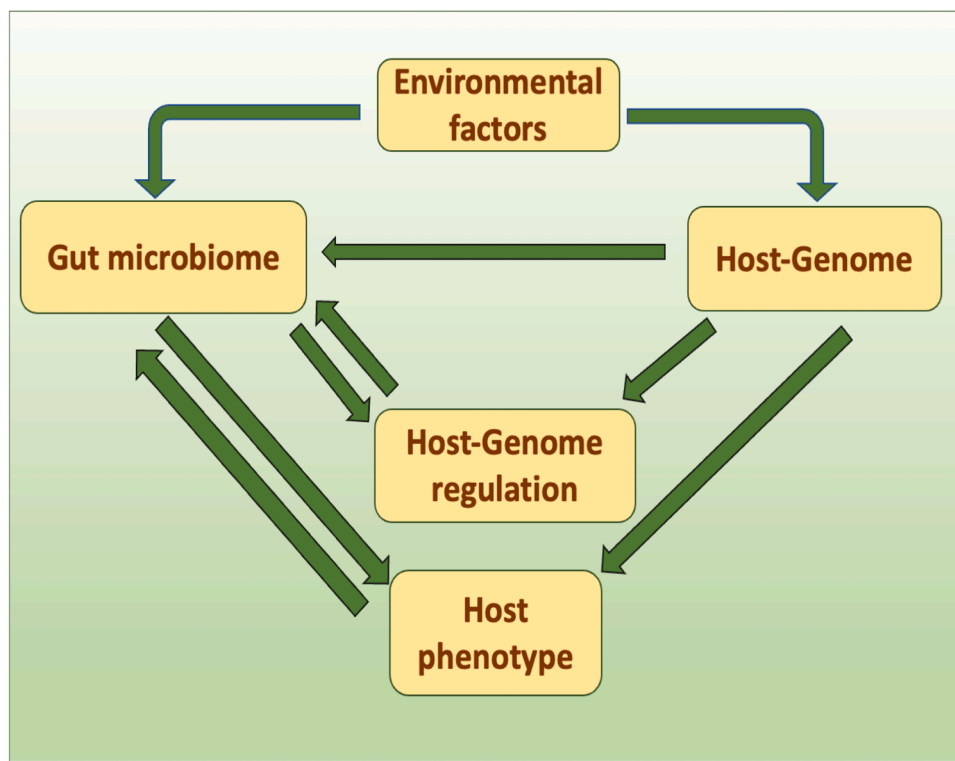 Environmental
factors
Gut microbiome
Host-Genome
Host-Genome
regulation
Host
phenotype